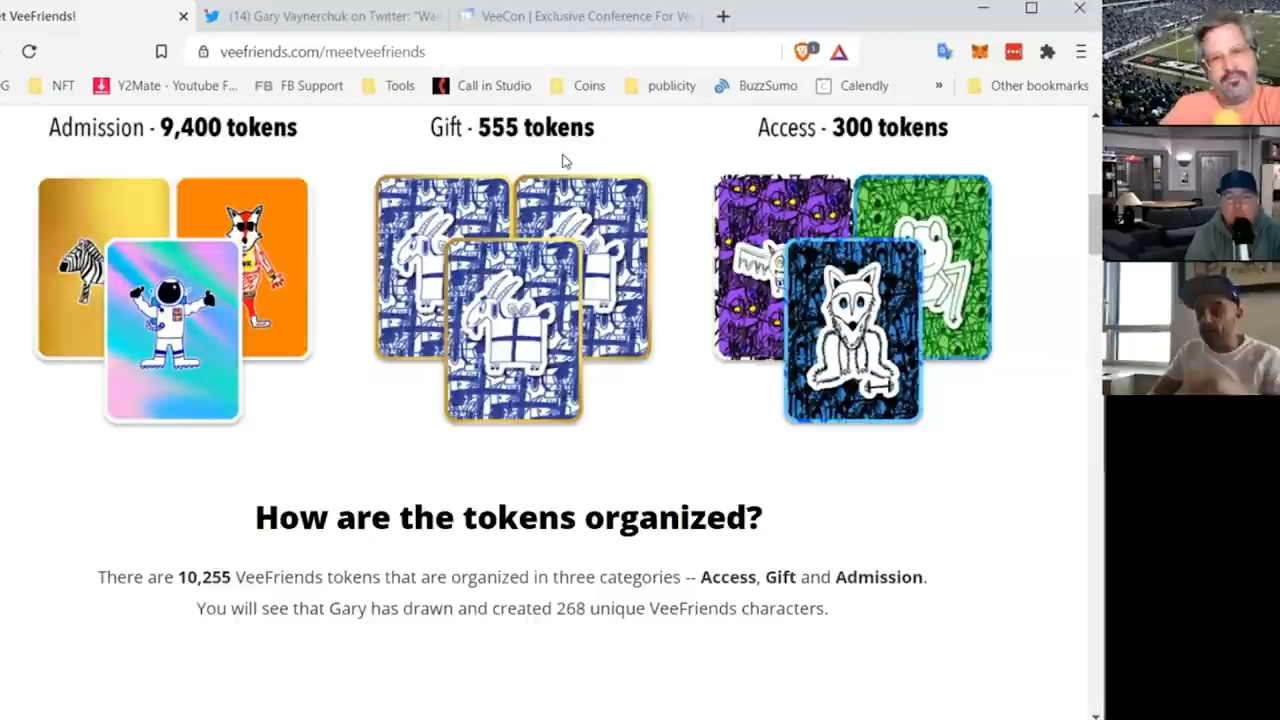 et VeeFriends!
(14) Gary Vaynerchuk on Twitter: "Wa
VeeCon | Exclusive Conference For Ve
veefriends.com/meetveefriends
1
G
NFT
Y2Mate - Youtube F...
FB FB Support
Tools
Call in Studio
Coins
publicity
BuzzSumo
Calendly
»
Other bookmarks
Admission - 9,400 tokens
Gift - 555 tokens
Access - 300 tokens
How are the tokens organized?
There are 10,255 VeeFriends tokens that are organized in three categories -- Access, Gift and Admission.
You will see that Gary has drawn and created 268 unique VeeFriends characters.